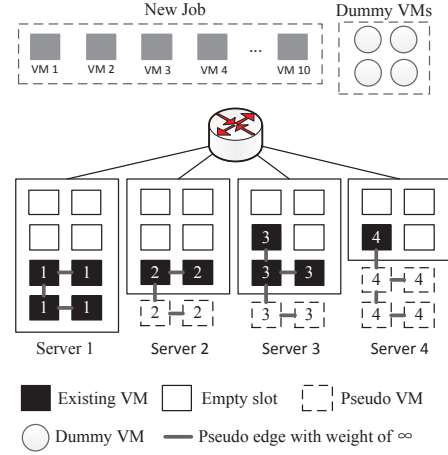 New Job
Dummy VMs
VM 1 VM 2 VM 3 VM 4 ... VM 10
3 4
1 1 2 2 3 3 4 4
1 1 2 2 3 3 4 4
Server 1 Server 2 Server 3 Server 4
Existing VM Empty slot Pseudo VM
Dummy VM Pseudo edge with weight of ∞